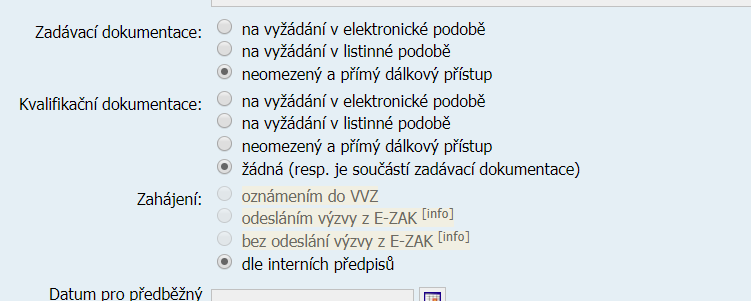 Zadávací dokumentace: na vyžádání v elektronické podobě
na vyžádání v listinné podobě
neomezený a přímý dálkový přístup
Kvalifikační dokumentace: na vyžádání v elektronické podobě
na vyžádání v listinné podobě
neomezený a přímý dálkový přístup
žádná (resp. je součástí zadávací dokumentace)
Zahájení: oznámením do VVZ
odesláním výzvy z E-ZAK [info]
bez odeslání výzvy z E-ZAK [info]
dle interních předpisů
Datum pro předběžný